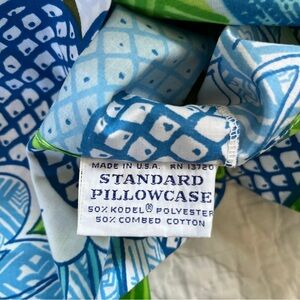 MADE IN U.S.A. RN 13720
STANDARD
PILLOWCASE
50% KODEL® POLYESTER
50% COMBED COTTON